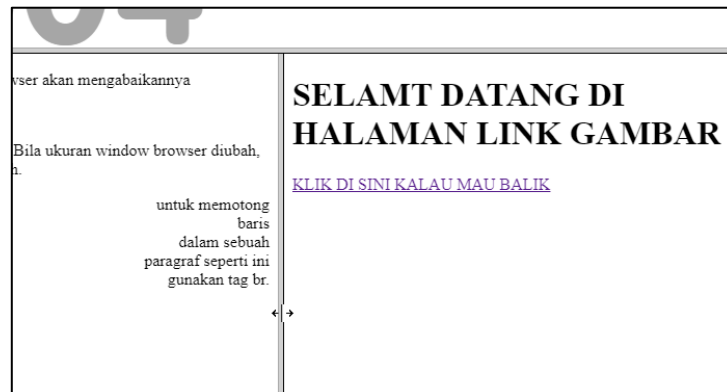 04
wser akan mengabaikannya
Bila ukuran window browser diubah,
untuk memotong
baris
dalam sebuah
paragraf seperti ini
gunakan tag br.
SELAMT DATANG DI
HALAMAN LINK GAMBAR
KLIK DI SINI KALAU MAU BALIK